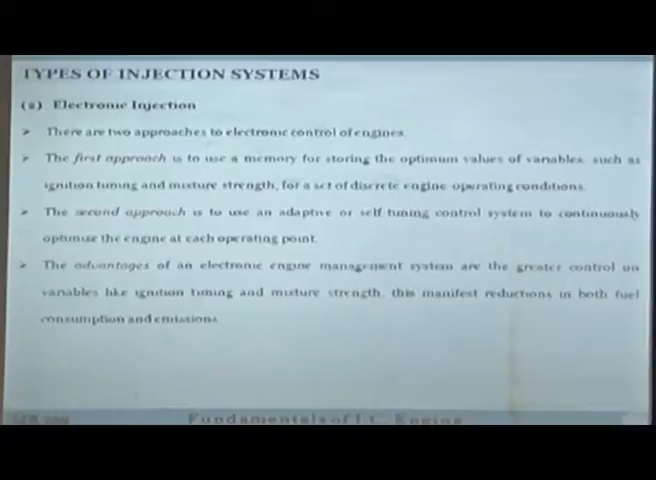 TYPES OF INJECTION SYSTEMS
(a) Electronic Injection
➢ There are two approaches to electronic control of engines.
➢ The first approach is to use a memory for storing the optimum values of variables, such as
ignition timing and mixture strength, for a set of discrete engine operating conditions.
➢ The second approach is to use an adaptive or self tuning control system to continuously
optimize the engine at each operating point.
➢ The advantages of an electronic engine management system are the greater control on
variables like ignition timing and mixture strength, this manifest reductions in both fuel
consumption and emissions.
Fundamentals of I.C. Engine